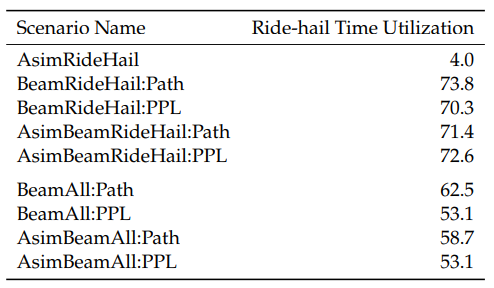 Scenario Name Ride-hail Time Utilization
AsimRideHail 4.0
BeamRideHail:Path 73.8
BeamRideHail:PPL 70.3
AsimBeamRideHail:Path 71.4
AsimBeamRideHail:PPL 72.6
BeamAll:Path 62.5
BeamAll:PPL 53.1
AsimBeamAll:Path 58.7
AsimBeamAll:PPL 53.1